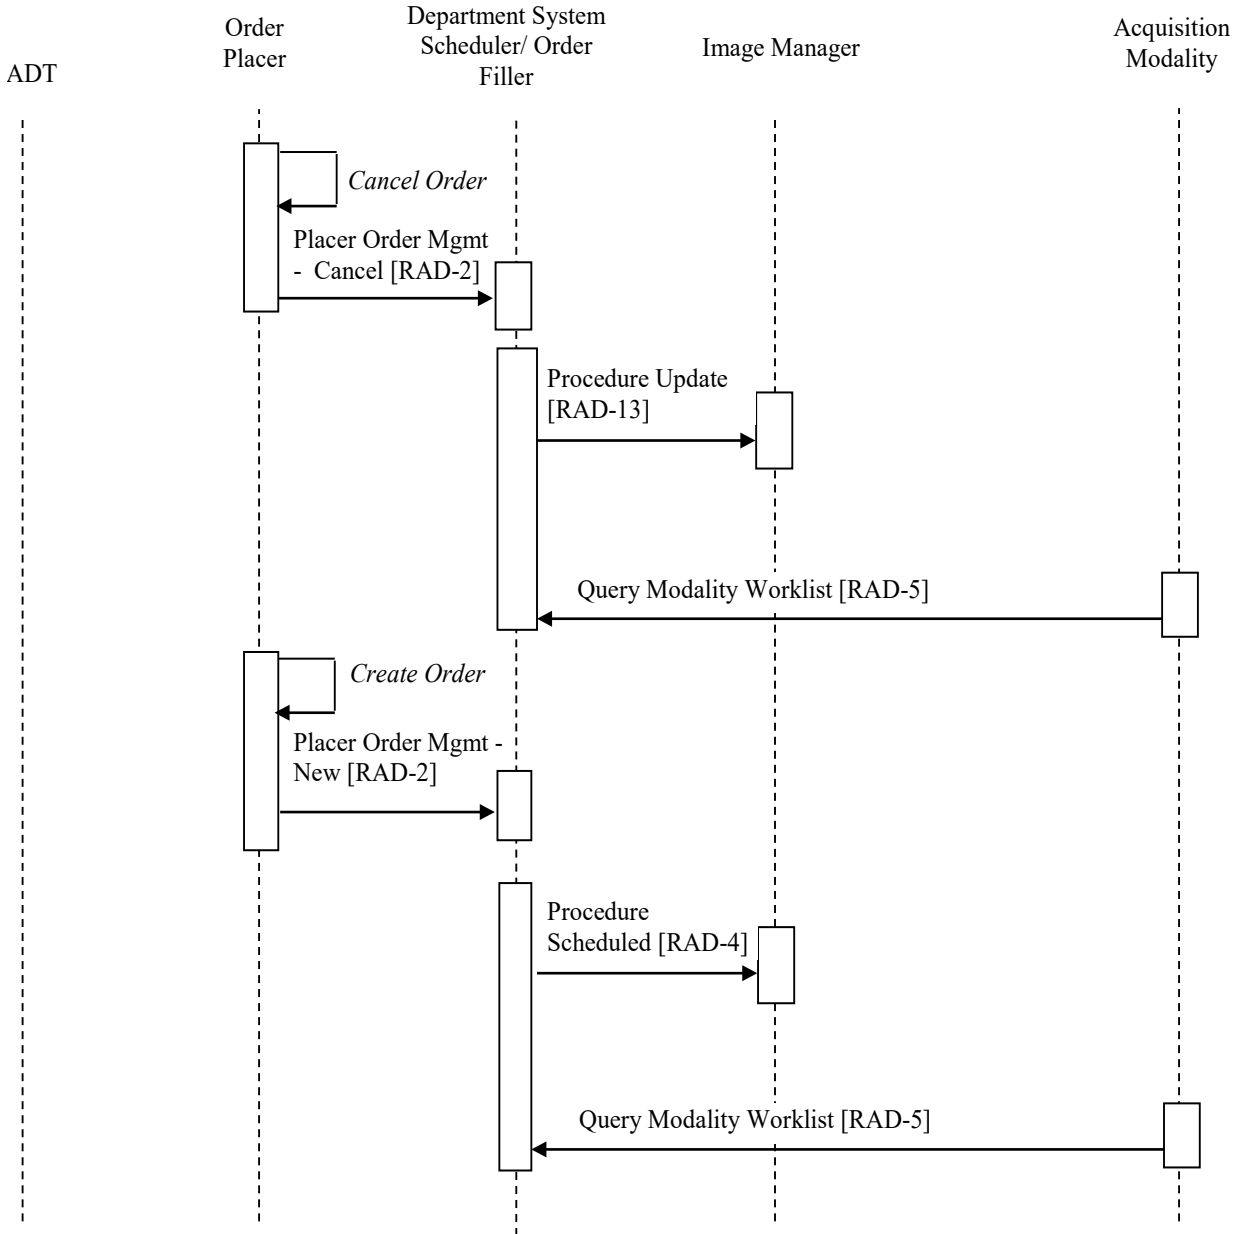 ADT
Order
Placer
Department System
Scheduler/ Order
Filler
Image Manager
Acquisition
Modality
Cancel Order
Placer Order Mgmt
-  Cancel [RAD-2]
Procedure Update
[RAD-13]
Query Modality Worklist [RAD-5]
Create Order
Placer Order Mgmt -
New [RAD-2]
Procedure
Scheduled [RAD-4]
Query Modality Worklist [RAD-5]